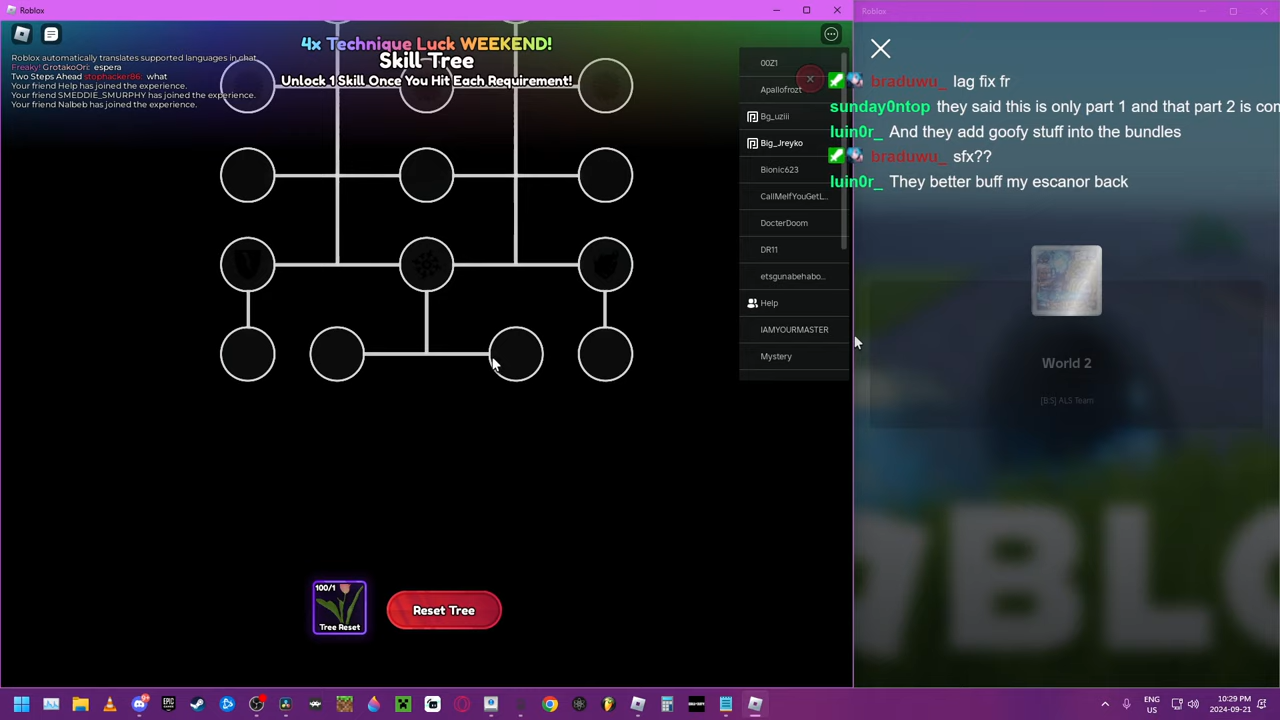 Roblox
Roblox
4x Technique Luck WEEKEND!
Skill Tree
Unlock 1 Skill Once You Hit Each Requirement!
Roblox automatically translates supported languages in chat.
Freaky! GrotakoOri: espera
Two Steps Ahead stophacker86: what
Your friend Help has joined the experience.
Your friend SMEDDIE_SMURPHY has joined the experience.
Your friend Nalbeb has joined the experience.
00Z1
Apallofrozt
Bg_uziii
Big_Jreyko
Bionic623
CallMeIfYouGetL...
DocterDoom
DR11
etsgunabehabo...
Help
IAMYOURMASTER
Mystery
braduwu_ lag fix fr
sunday0ntop they said this is only part 1 and that part 2 is con
luin0r_ And they add goofy stuff into the bundles
braduwu_ sfx??
luin0r_ They better buff my escanor back
World 2
[B:S] ALS Team
100/1
Tree Reset
Reset Tree
ENG
US
10:29 PM
2024-09-21